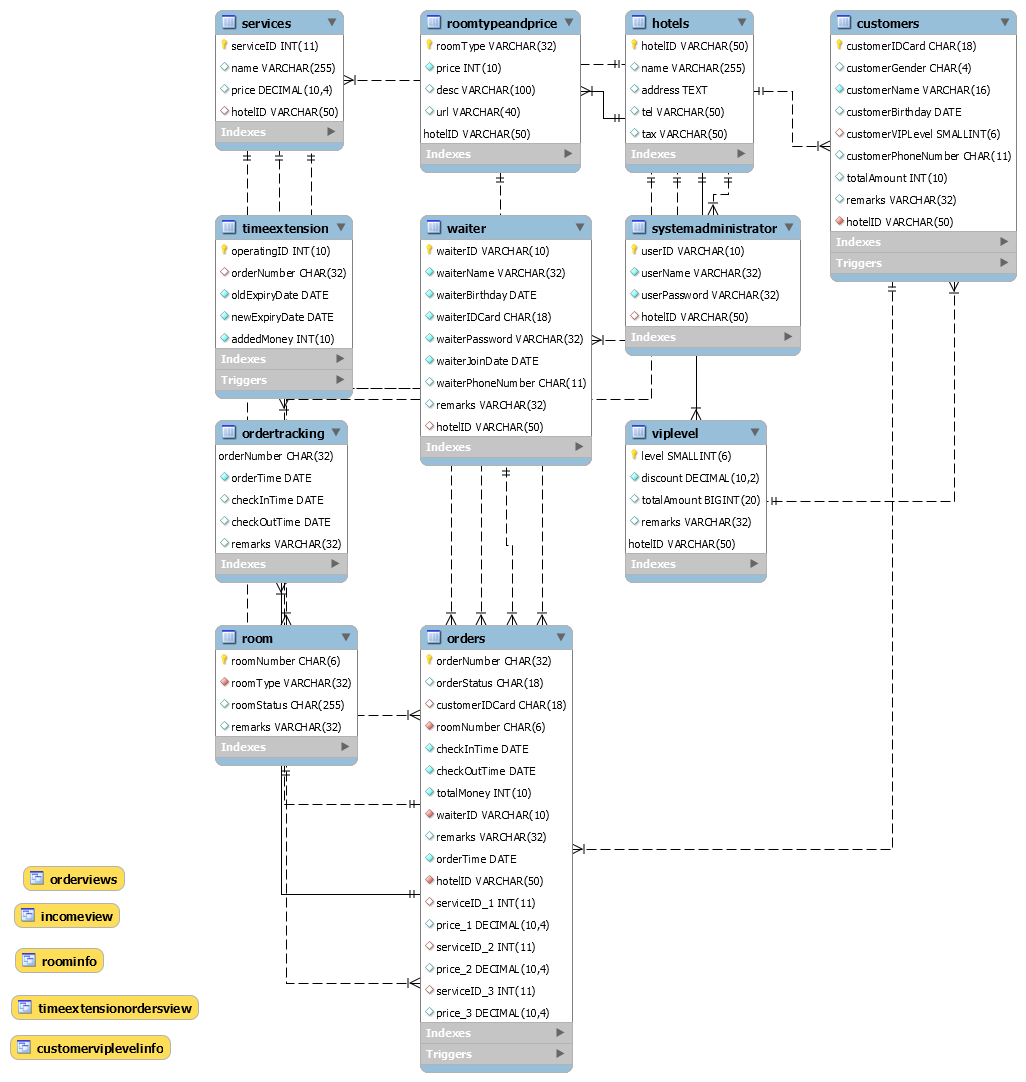 services
serviceID INT(11)
name VARCHAR(255)
price DECIMAL(10,4)
hotelID VARCHAR(50)
Indexes
roomtypeandprice
roomType VARCHAR(32)
price INT(10)
desc VARCHAR(100)
url VARCHAR(40)
hotelID VARCHAR(50)
Indexes
hotels
hotelID VARCHAR(50)
name VARCHAR(255)
address TEXT
tel VARCHAR(50)
tax VARCHAR(50)
Indexes
customers
customerIDCard CHAR(18)
customerGender CHAR(4)
customerName VARCHAR(16)
customerBirthday DATE
customerVIPLevel SMALLINT(6)
customerPhoneNumber CHAR(11)
totalAmount INT(10)
remarks VARCHAR(32)
hotelID VARCHAR(50)
Indexes
Triggers
timeextension
operatingID INT(10)
orderNumber CHAR(32)
oldExpiryDate DATE
newExpiryDate DATE
addedMoney INT(10)
Indexes
Triggers
waiter
waiterID VARCHAR(10)
waiterName VARCHAR(32)
waiterBirthday DATE
waiterIDCard CHAR(18)
waiterPassword VARCHAR(32)
waiterJoinDate DATE
waiterPhoneNumber CHAR(11)
remarks VARCHAR(32)
hotelID VARCHAR(50)
Indexes
systemadministrator
userID VARCHAR(10)
userName VARCHAR(32)
userPassword VARCHAR(32)
hotelID VARCHAR(50)
Indexes
ordertracking
orderNumber CHAR(32)
orderTime DATE
checkInTime DATE
checkOutTime DATE
remarks VARCHAR(32)
Indexes
viplevel
level SMALLINT(6)
discount DECIMAL(10,2)
totalAmount BIGINT(20)
remarks VARCHAR(32)
hotelID VARCHAR(50)
Indexes
room
roomNumber CHAR(6)
roomType VARCHAR(32)
roomStatus CHAR(255)
remarks VARCHAR(32)
Indexes
orders
orderNumber CHAR(32)
orderStatus CHAR(18)
customerIDCard CHAR(18)
roomNumber CHAR(6)
checkInTime DATE
checkOutTime DATE
totalMoney INT(10)
waiterID VARCHAR(10)
remarks VARCHAR(32)
orderTime DATE
hotelID VARCHAR(50)
serviceID_1 INT(11)
price_1 DECIMAL(10,4)
serviceID_2 INT(11)
price_2 DECIMAL(10,4)
serviceID_3 INT(11)
price_3 DECIMAL(10,4)
Indexes
Triggers
orderviews
incomeview
roominfo
timeextensionordersview
customerviplevelinfo